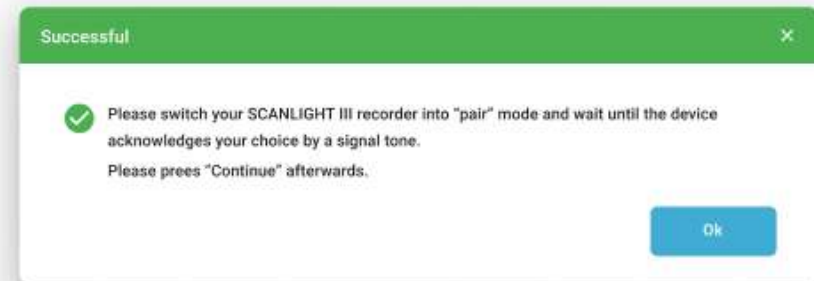 Successful
Please switch your SCANLIGHT III recorder into "pair" mode and wait until the device
acknowledges your choice by a signal tone.
Please prees "Continue" afterwards.
Ok